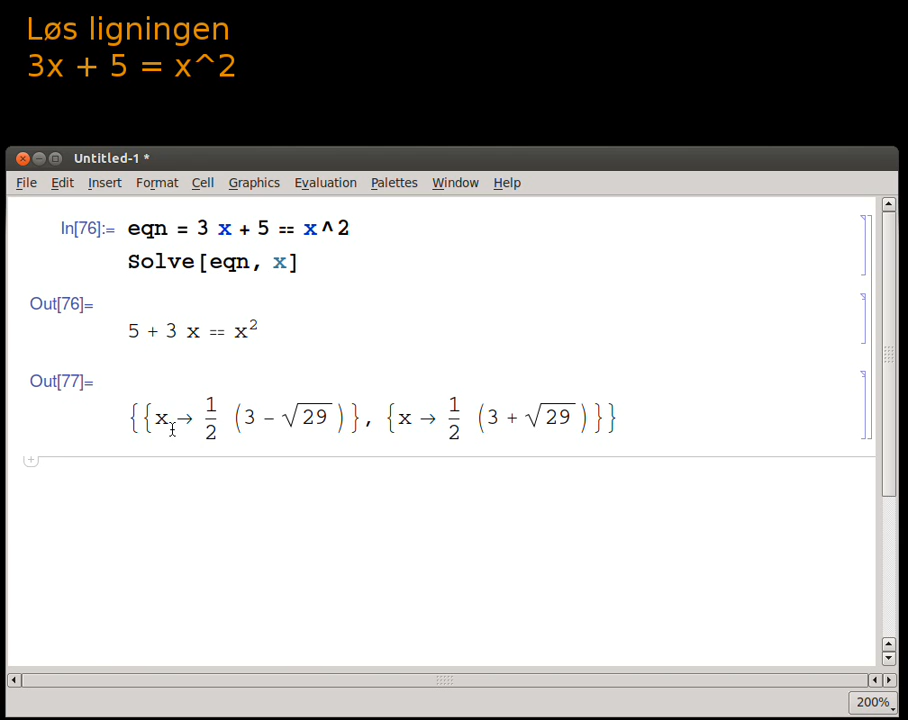 Løs ligningen
3x + 5 = x^2
Untitled-1 *
File Edit Insert Format Cell Graphics Evaluation Palettes Window Help
In[76]:= eqn = 3 x + 5 == x^2
Solve[eqn, x]
Out[76]=
5 + 3 x == x²
Out[77]=
{{x → 1/2 (3 - √29)}, {x → 1/2 (3 + √29)}}
200%